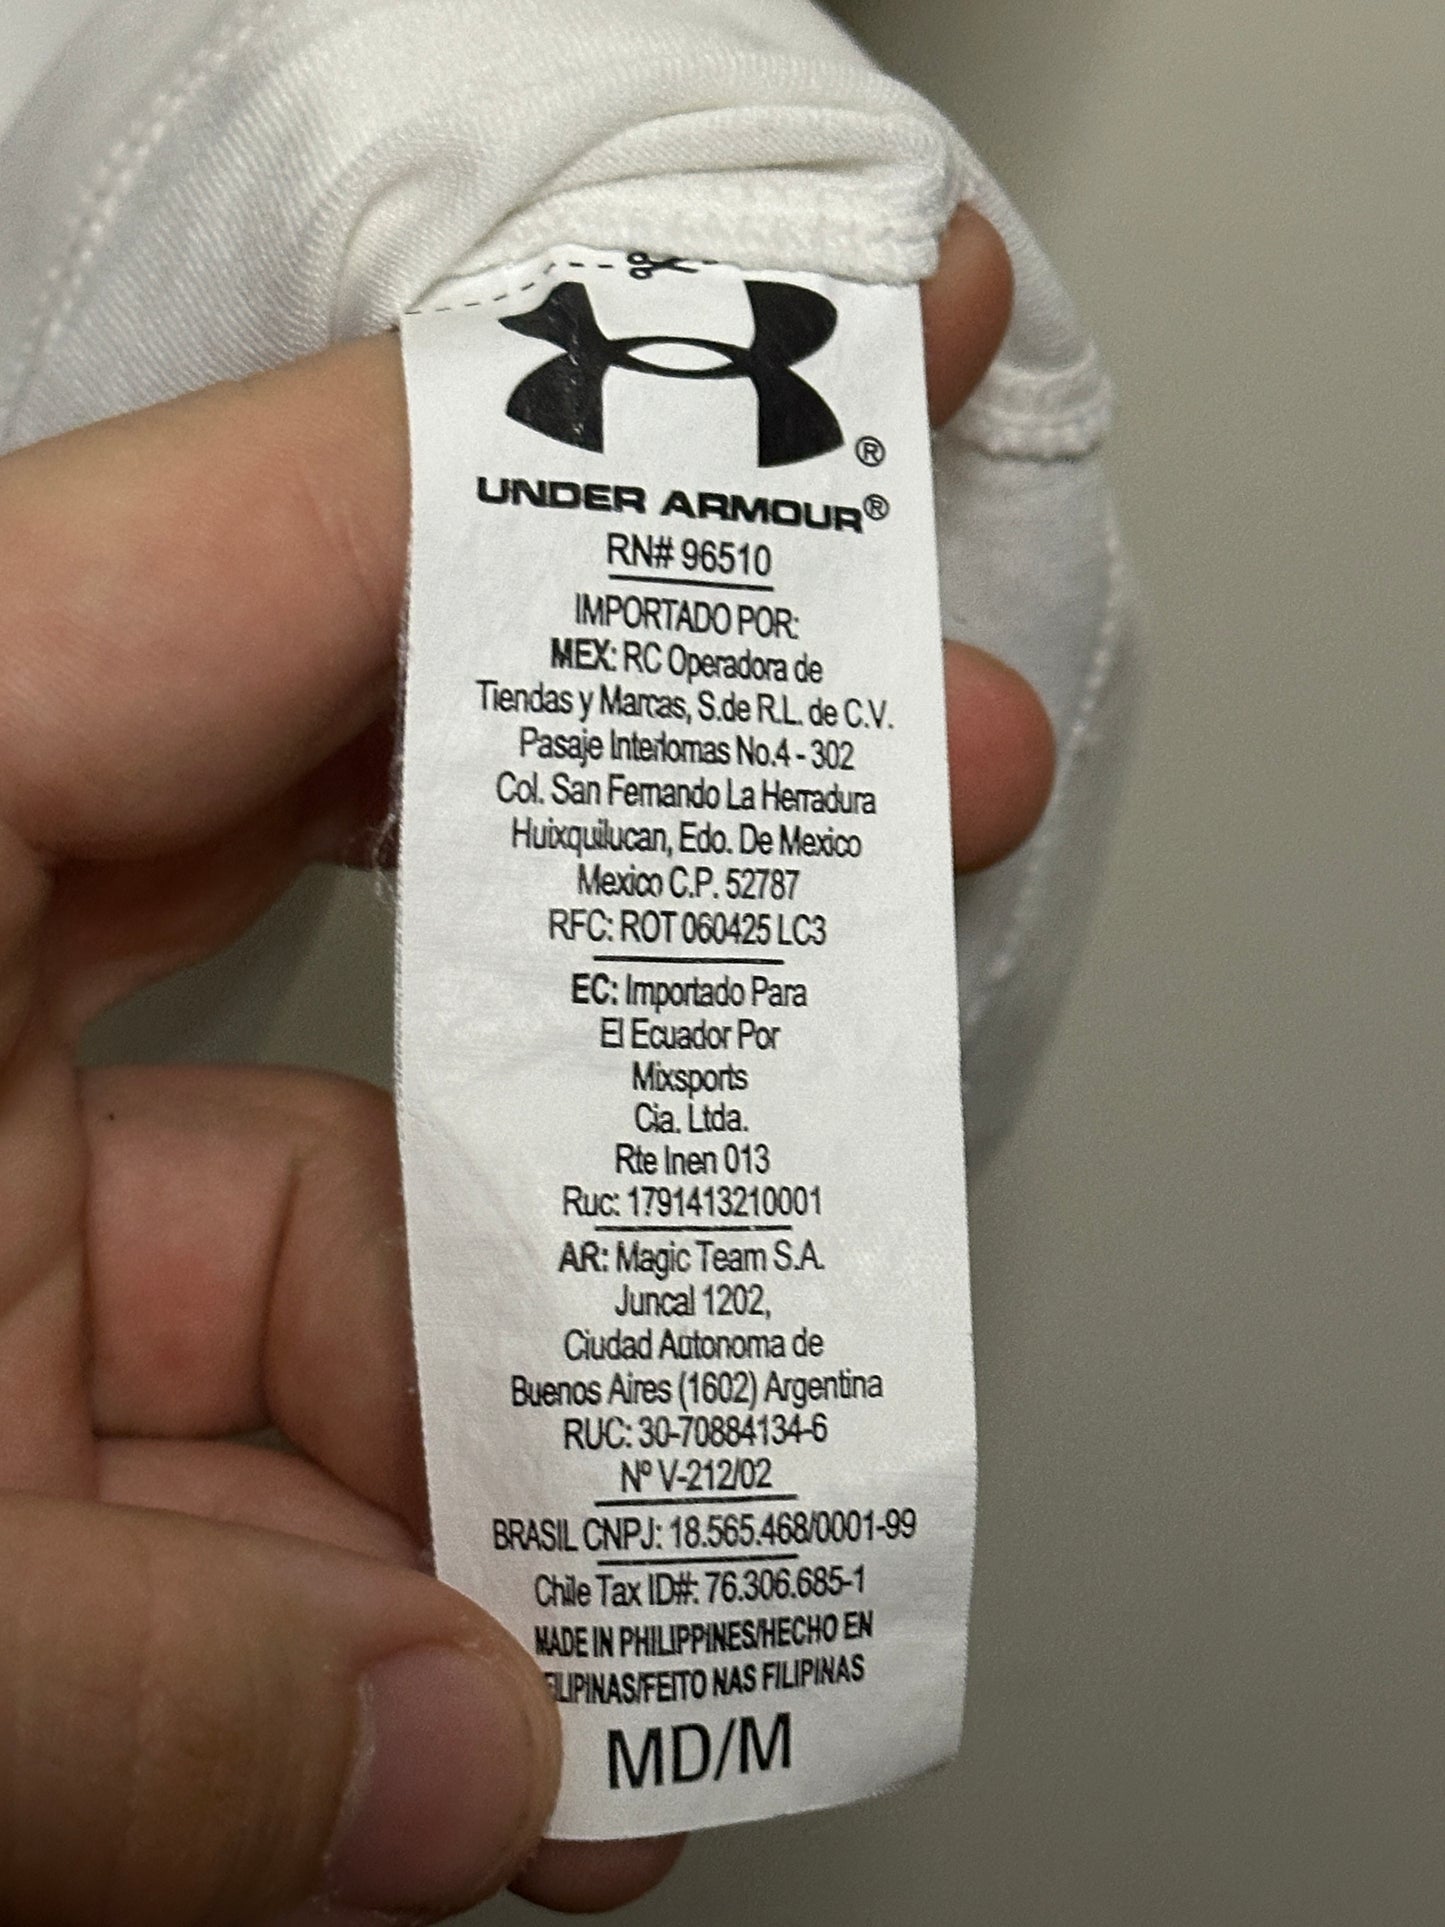 UNDER ARMOUR®
RN# 96510
IMPORTADO POR:
MEX: RC Operadora de
Tiendas y Marcas, S.de R.L. de C.V.
Pasaje Interlomas No.4 - 302
Col. San Fernando La Herradura
Huixquilucan, Edo. De Mexico
Mexico C.P. 52787
RFC: ROT 060425 LC3
EC: Importado Para
El Ecuador Por
Mixsports
Cia. Ltda.
Rte Inen 013
Ruc: 1791413210001
AR: Magic Team S.A.
Juncal 1202,
Ciudad Autonoma de
Buenos Aires (1602) Argentina
RUC: 30-70884134-6
Nº V-212/02
BRASIL CNPJ: 18.565.468/0001-99
Chile Tax ID#: 76.306.685-1
MADE IN PHILIPPINES/HECHO EN
FILIPINAS/FEITO NAS FILIPINAS
MD/M